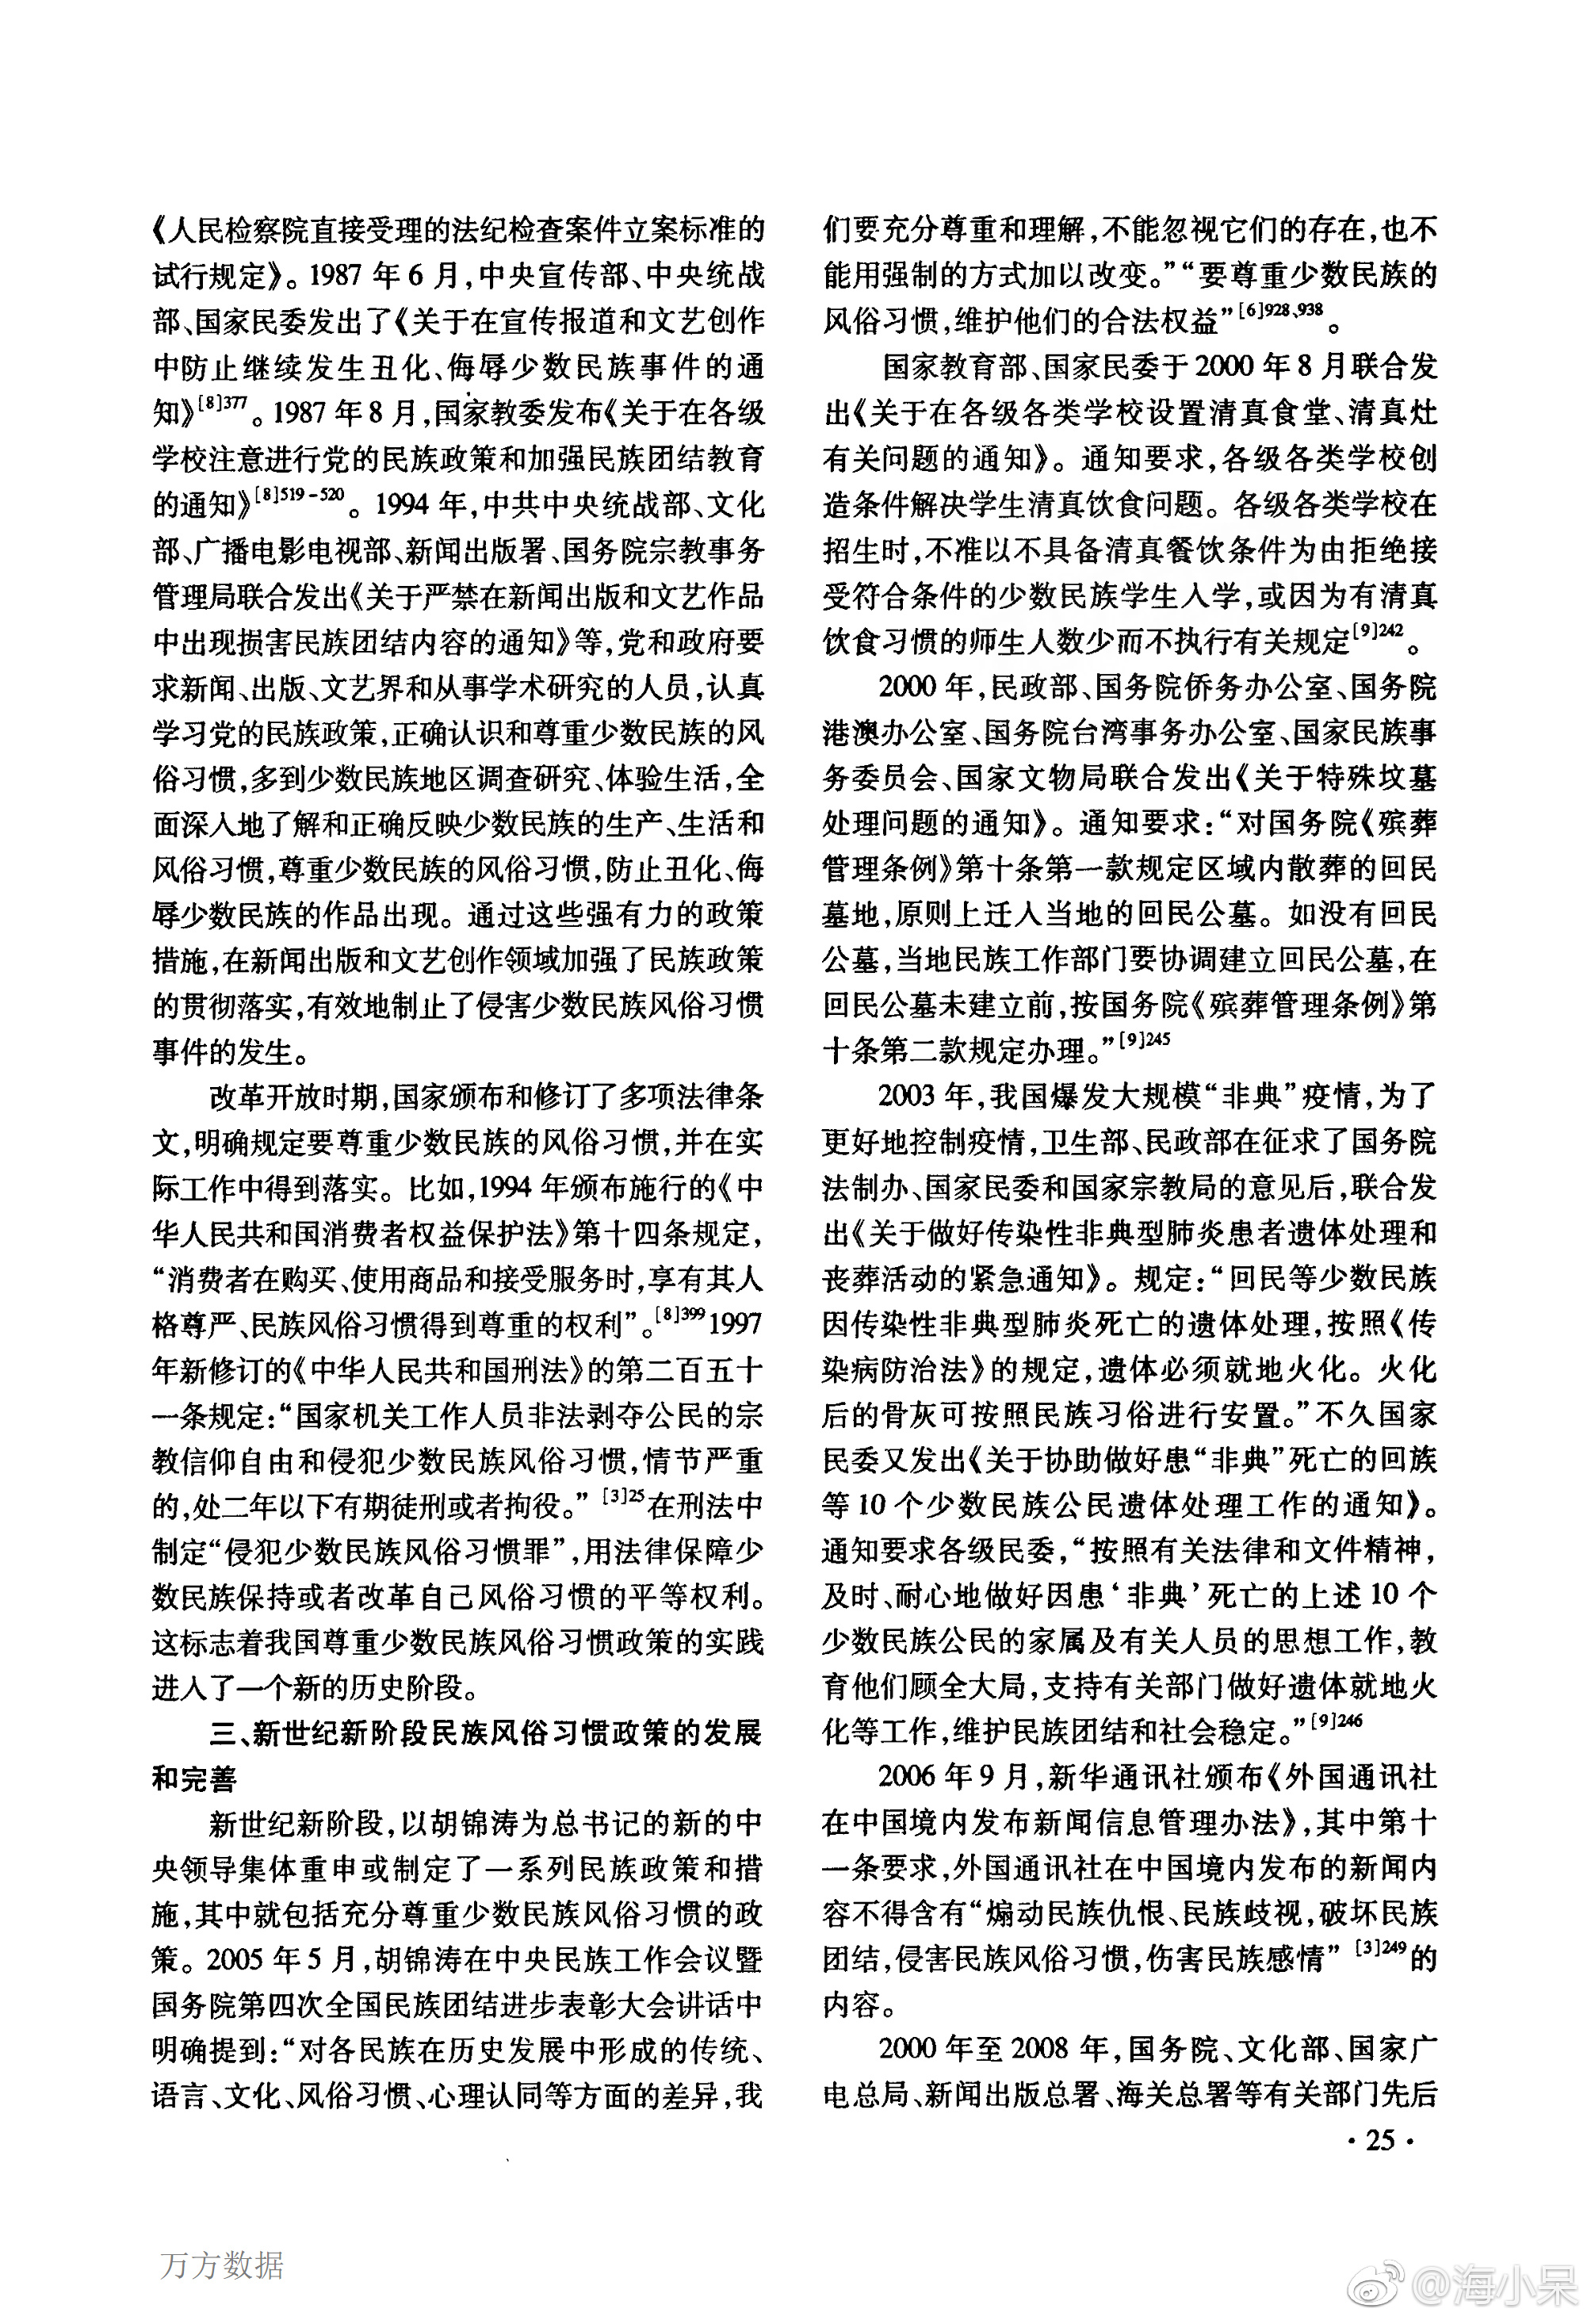 《人民检察院直接受理的法纪检查案件立案标准的
试行规定》。1987年6月,中央宣传部、中央统战
部、国家民委发出了《关于在宣传报道和文艺创作
中防止继续发生丑化、侮辱少数民族事件的通
知》[8]377。1987年8月,国家教委发布《关于在各级
学校注意进行党的民族政策和加强民族团结教育
的通知》[8]519-520。1994年,中共中央统战部、文化
部、广播电影电视部、新闻出版署、国务院宗教事务
管理局联合发出《关于严禁在新闻出版和文艺作品
中出现损害民族团结内容的通知》等,党和政府要
求新闻、出版、文艺界和从事学术研究的人员,认真
学习党的民族政策,正确认识和尊重少数民族的风
俗习惯,多到少数民族地区调查研究、体验生活,全
面深入地了解和正确反映少数民族的生产、生活和
风俗习惯,尊重少数民族的风俗习惯,防止丑化、侮
辱少数民族的作品出现。通过这些强有力的政策
措施,在新闻出版和文艺创作领域加强了民族政策
的贯彻落实,有效地制止了侵害少数民族风俗习惯
事件的发生。
改革开放时期,国家颁布和修订了多项法律条
文,明确规定要尊重少数民族的风俗习惯,并在实
际工作中得到落实。比如,1994年颁布施行的《中
华人民共和国消费者权益保护法》第十四条规定,
“消费者在购买、使用商品和接受服务时,享有其人
格尊严、民族风俗习惯得到尊重的权利”。[8]399 1997
年新修订的《中华人民共和国刑法》的第二百五十
一条规定:“国家机关工作人员非法剥夺公民的宗
教信仰自由和侵犯少数民族风俗习惯,情节严重
的,处二年以下有期徒刑或者拘役。”[3]25在刑法中
制定“侵犯少数民族风俗习惯罪”,用法律保障少
数民族保持或者改革自己风俗习惯的平等权利。
这标志着我国尊重少数民族风俗习惯政策的实践
进入了一个新的历史阶段。
三、新世纪新阶段民族风俗习惯政策的发展
和完善
新世纪新阶段,以胡锦涛为总书记的新的中
央领导集体重申或制定了一系列民族政策和措
施,其中就包括充分尊重少数民族风俗习惯的政
策。2005年5月,胡锦涛在中央民族工作会议暨
国务院第四次全国民族团结进步表彰大会讲话中
明确提到:“对各民族在历史发展中形成的传统、
语言、文化、风俗习惯、心理认同等方面的差异,我
们要充分尊重和理解,不能忽视它们的存在,也不
能用强制的方式加以改变。”“要尊重少数民族的
风俗习惯,维护他们的合法权益”[6]928、938。
国家教育部、国家民委于2000年8月联合发
出《关于在各级各类学校设置清真食堂、清真灶
有关问题的通知》。通知要求,各级各类学校创
造条件解决学生清真饮食问题。各级各类学校在
招生时,不准以不具备清真餐饮条件为由拒绝接
受符合条件的少数民族学生入学,或因为有清真
饮食习惯的师生人数少而不执行有关规定[9]242。
2000年,民政部、国务院侨务办公室、国务院
港澳办公室、国务院台湾事务办公室、国家民族事
务委员会、国家文物局联合发出《关于特殊坟墓
处理问题的通知》。通知要求:“对国务院《殡葬
管理条例》第十条第一款规定区域内散葬的回民
墓地,原则上迁入当地的回民公墓。如没有回民
公墓,当地民族工作部门要协调建立回民公墓,在
回民公墓未建立前,按国务院《殡葬管理条例》第
十条第二款规定办理。”[9]245
2003年,我国爆发大规模“非典”疫情,为了
更好地控制疫情,卫生部、民政部在征求了国务院
法制办、国家民委和国家宗教局的意见后,联合发
出《关于做好传染性非典型肺炎患者遗体处理和
丧葬活动的紧急通知》。规定:“回民等少数民族
因传染性非典型肺炎死亡的遗体处理,按照《传
染病防治法》的规定,遗体必须就地火化。火化
后的骨灰可按照民族习俗进行安置。”不久国家
民委又发出《关于协助做好患“非典”死亡的回族
等10个少数民族公民遗体处理工作的通知》。
通知要求各级民委,“按照有关法律和文件精神,
及时、耐心地做好因患‘非典’死亡的上述10个
少数民族公民的家属及有关人员的思想工作,教
育他们顾全大局,支持有关部门做好遗体就地火
化等工作,维护民族团结和社会稳定。”[9]246
2006年9月,新华通讯社颁布《外国通讯社
在中国境内发布新闻信息管理办法》,其中第十
一条要求,外国通讯社在中国境内发布的新闻内
容不得含有“煽动民族仇恨、民族歧视,破坏民族
团结,侵害民族风俗习惯,伤害民族感情”[3]249的
内容。
2000年至2008年,国务院、文化部、国家广
电总局、新闻出版总署、海关总署等有关部门先后
·25·
万方数据
@海小呆